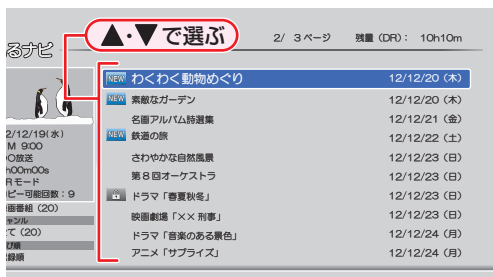 ▲・▼で選ぶ
2/ 3ページ 残量（DR）: 10h10m
るナビ
NEW わくわく動物めぐり 12/12/20（木）
NEW 素敵なガーデン 12/12/20（木）
名画アルバム詩選集 12/12/21（金）
NEW 鉄道の旅 12/12/22（土）
さわやかな自然風景 12/12/23（日）
第８回オーケストラ 12/12/23（日）
ドラマ「春夏秋冬」 12/12/23（日）
映画劇場「×× 刑事」 12/12/23（日）
ドラマ「音楽のある景色」 12/12/24（月）
アニメ「サプライズ」 12/12/24（月）
2/12/19(水)
M 9:00
○放送
h00m00s
Rモード
ピー可能回数：9
画番組（20）
ャンル
て（20）
び順
録順